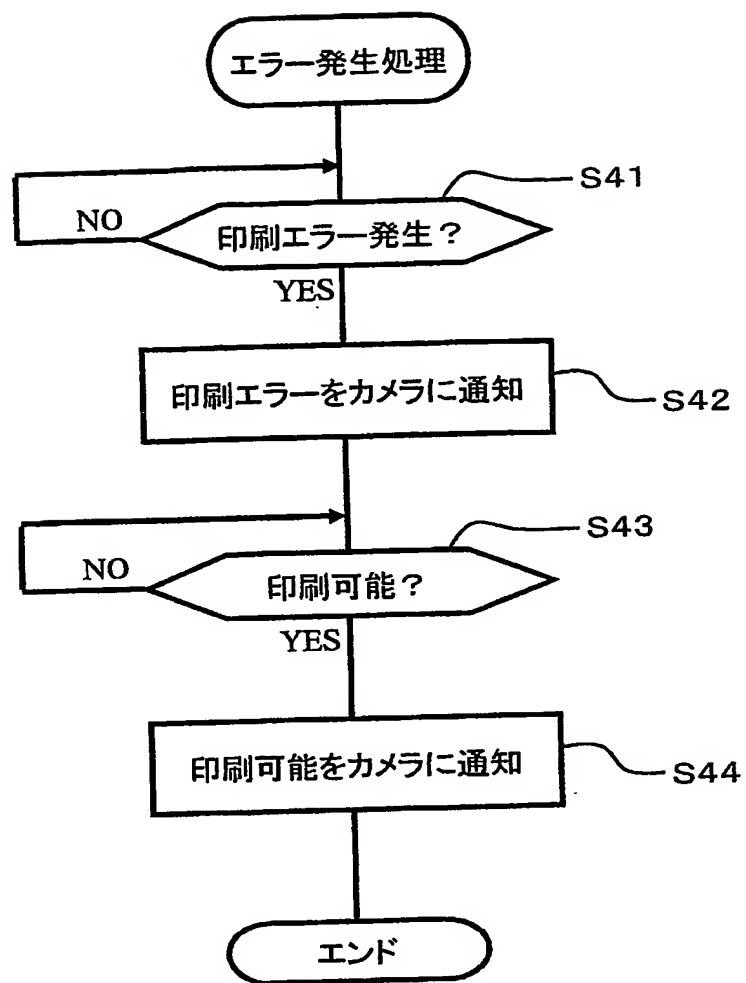 エラー発生処理
S41
NO
印刷エラー発生?
YES
印刷エラーをカメラに通知
S42
S43
NO
印刷可能?
YES
印刷可能をカメラに通知
S44
エンド